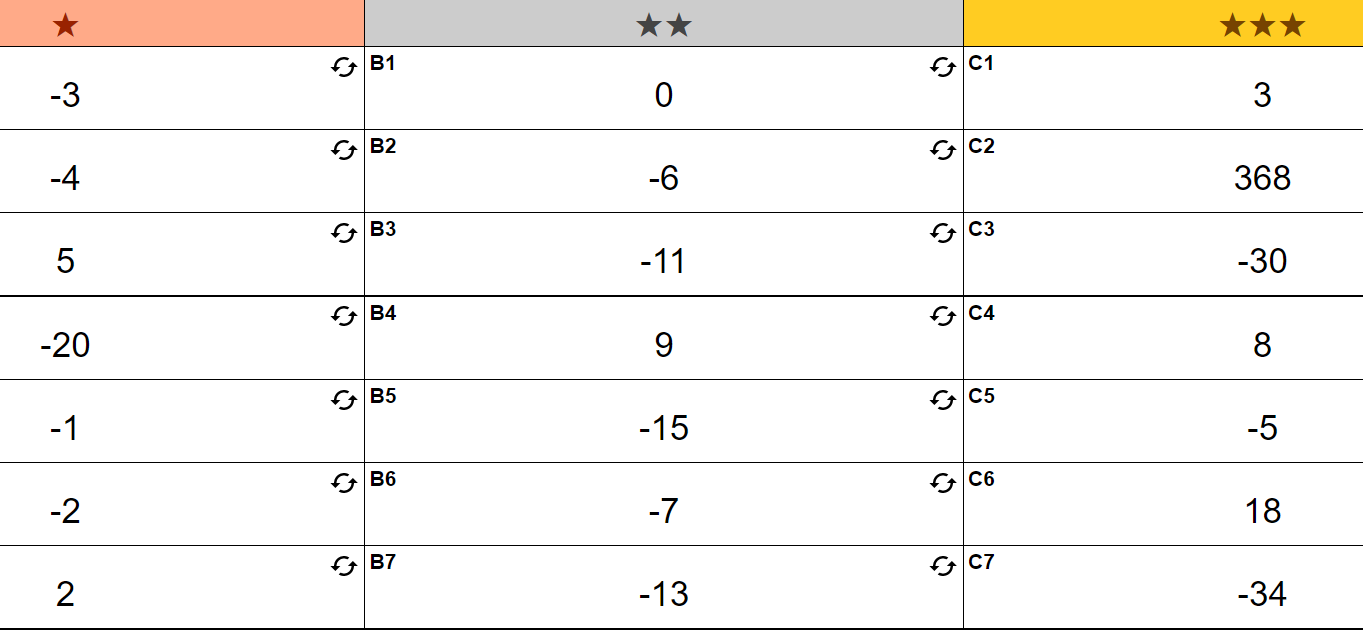 ★ ★★ ★★★
-3 B1 0 C1 3
-4 B2 -6 C2 368
5 B3 -11 C3 -30
-20 B4 9 C4 8
-1 B5 -15 C5 -5
-2 B6 -7 C6 18
2 B7 -13 C7 -34